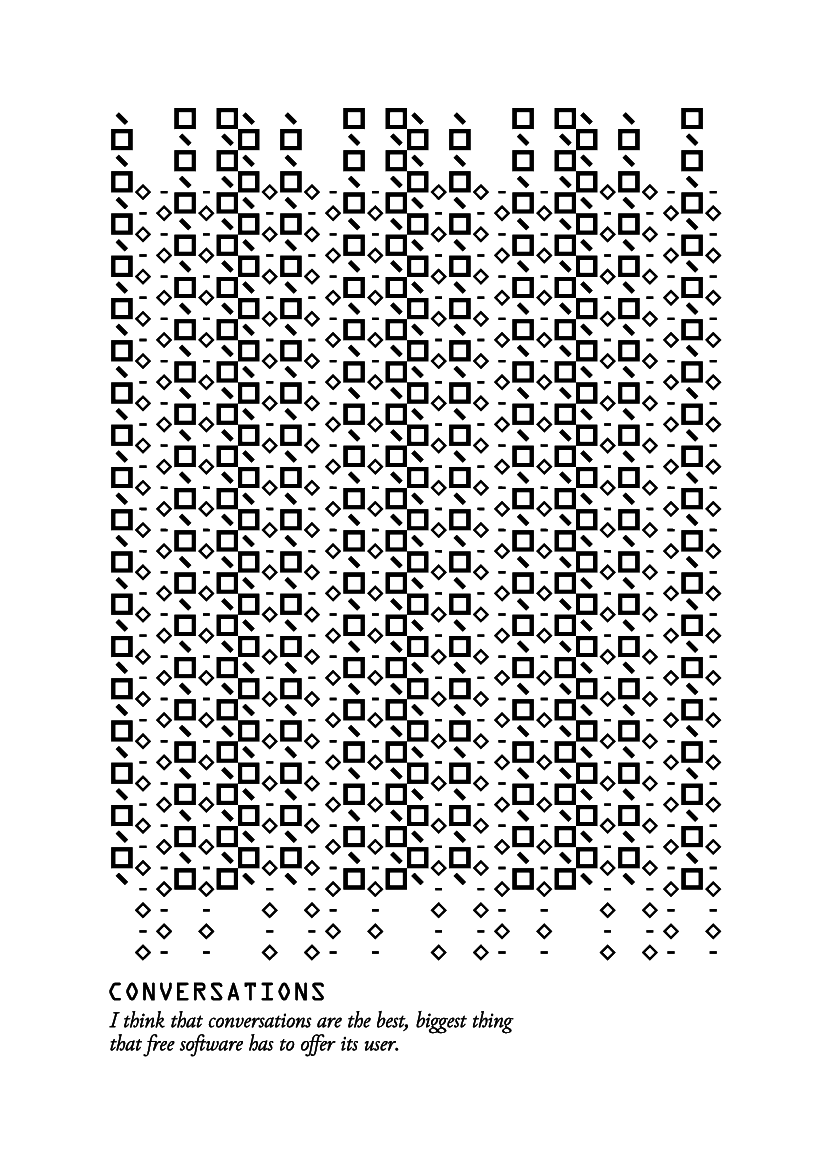 CONVERSATIONS
I think that conversations are the best, biggest thing
that free software has to offer its user.